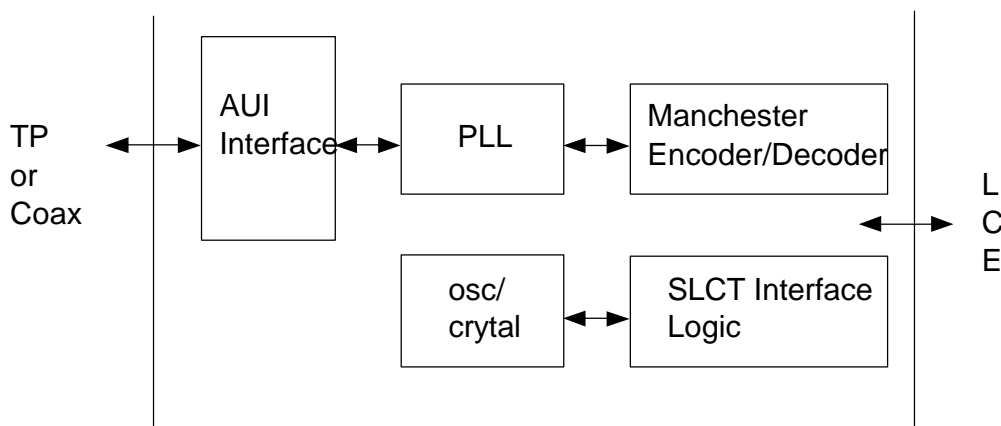 TP
or
Coax
AUI
Interface
PLL
Manchester
Encoder/Decoder
osc/
crytal
SLCT Interface
Logic
L
C
E